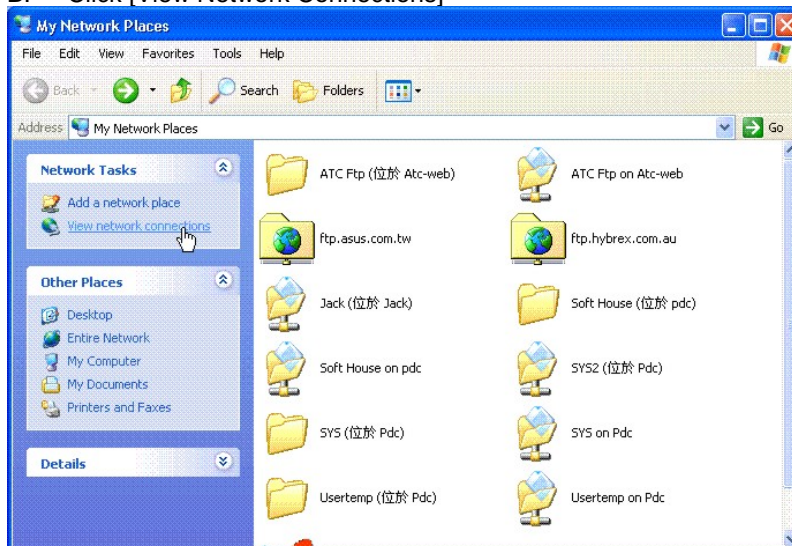 B. Click [View Network Connections]
My Network Places
File Edit View Favorites Tools Help
Back Search Folders
Address My Network Places Go
Network Tasks
Add a network place
View network connections
Other Places
Desktop
Entire Network
My Computer
My Documents
Printers and Faxes
Details
ATC Ftp (位於 Atc-web) ATC Ftp on Atc-web
ftp.asus.com.tw ftp.hybrex.com.au
Jack (位於 Jack) Soft House (位於 pdc)
Soft House on pdc SYS2 (位於 Pdc)
SYS (位於 Pdc) SYS on Pdc
Usertemp (位於 Pdc) Usertemp on Pdc